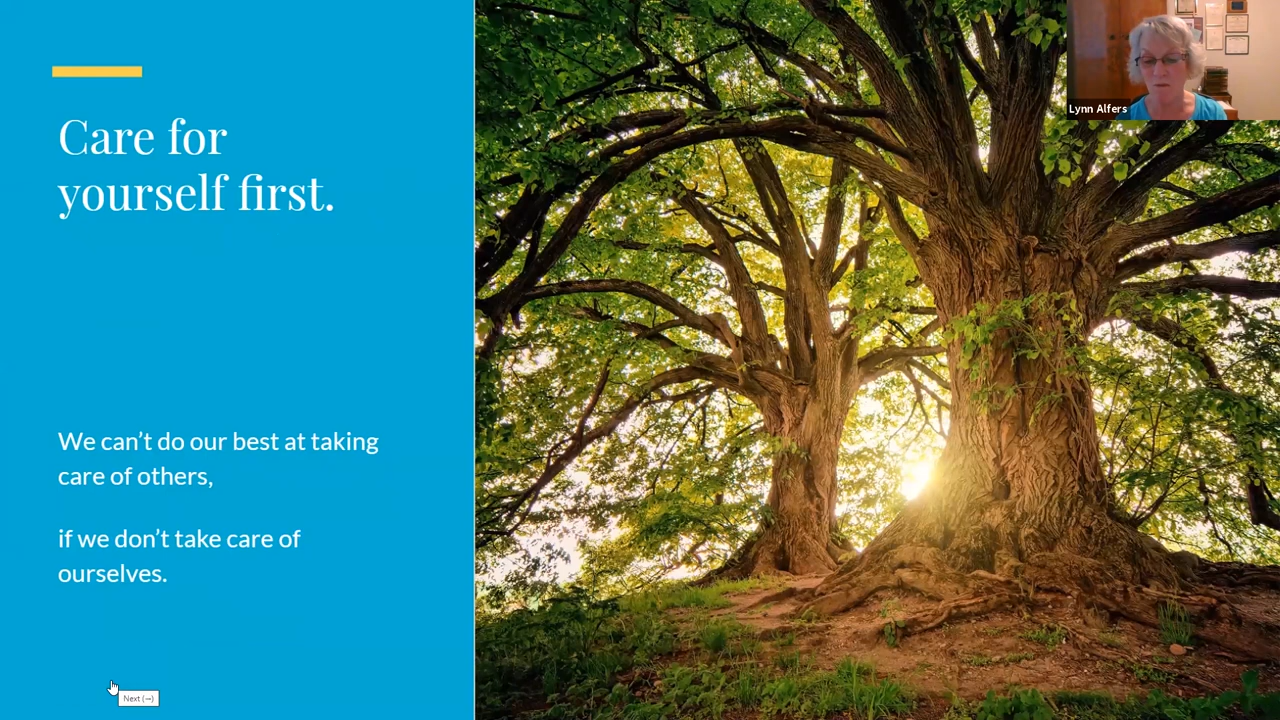 Care for
yourself first.
We can't do our best at taking
care of others,
if we don't take care of
ourselves.
Lynn Alfers
Next (→)